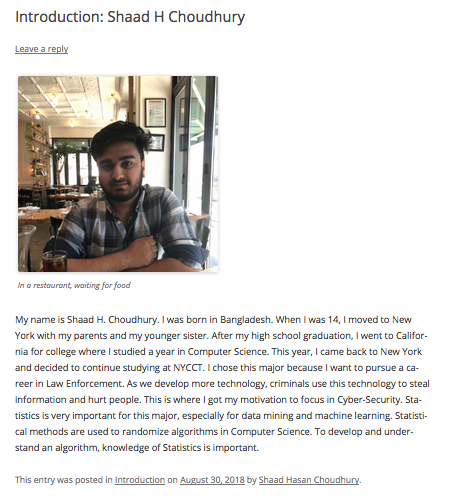 Introduction: Shaad H Choudhury
Leave a reply
In a restaurant, waiting for food
My name is Shaad H. Choudhury. I was born in Bangladesh. When I was 14, I moved to New
York with my parents and my younger sister. After my high school graduation, I went to Califor-
nia for college where I studied a year in Computer Science. This year, I came back to New York
and decided to continue studying at NYCCT. I chose this major because I want to pursue a ca-
reer in Law Enforcement. As we develop more technology, criminals use this technology to steal
information and hurt people. This is where I got my motivation to focus in Cyber-Security. Sta-
tistics is very important for this major, especially for data mining and machine learning. Statisti-
cal methods are used to randomize algorithms in Computer Science. To develop and under-
stand an algorithm, knowledge of Statistics is important.
This entry was posted in Introduction on August 30, 2018 by Shaad Hasan Choudhury.